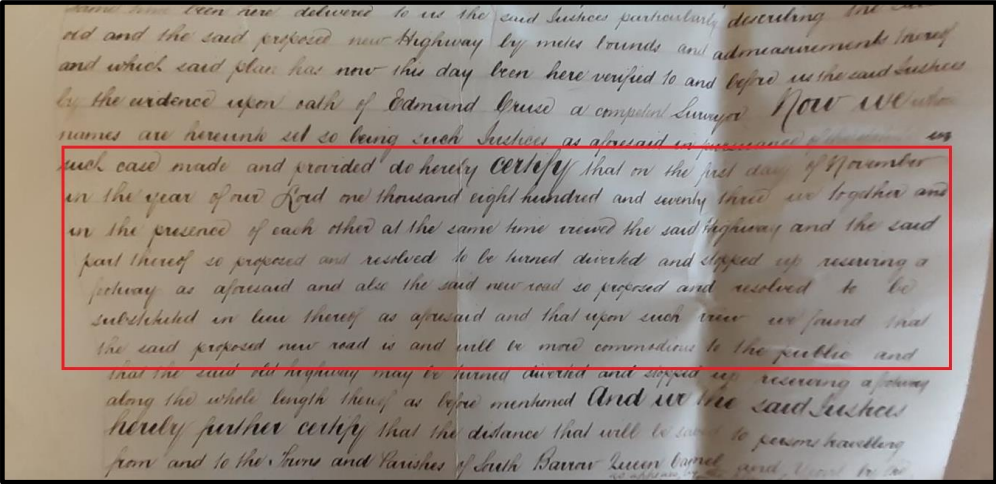 same have been here delivered to us the said Justices particularly describing the said
old and the said proposed new Highway by metes bounds and admeasurements thereof
and which said plan has now this day been here verified to and before us the said Justices
by the evidence upon oath of Edmund Cruse a competent Surveyor Now we whose
names are hereunto set so being such Justices as aforesaid in pursuance of in
such case made and provided do hereby certify that on the first day of November
in the year of our Lord one thousand eight hundred and seventy three we together and
in the presence of each other at the same time viewed the said Highway and the said
part thereof so proposed and resolved to be turned diverted and stopped up reserving a
footway as aforesaid and also the said new road so proposed and resolved to be
substituted in lieu thereof as aforesaid and that upon such view we found that
the said proposed new road is and will be more commodious to the public and
that the said old highway may be turned diverted and stopped up reserving a footway
along the whole length thereof as before mentioned And we the said Justices
hereby further certify that the distance that will be saved to persons travelling
from and to the Towns and Parishes of South Barrow Queen Camel and